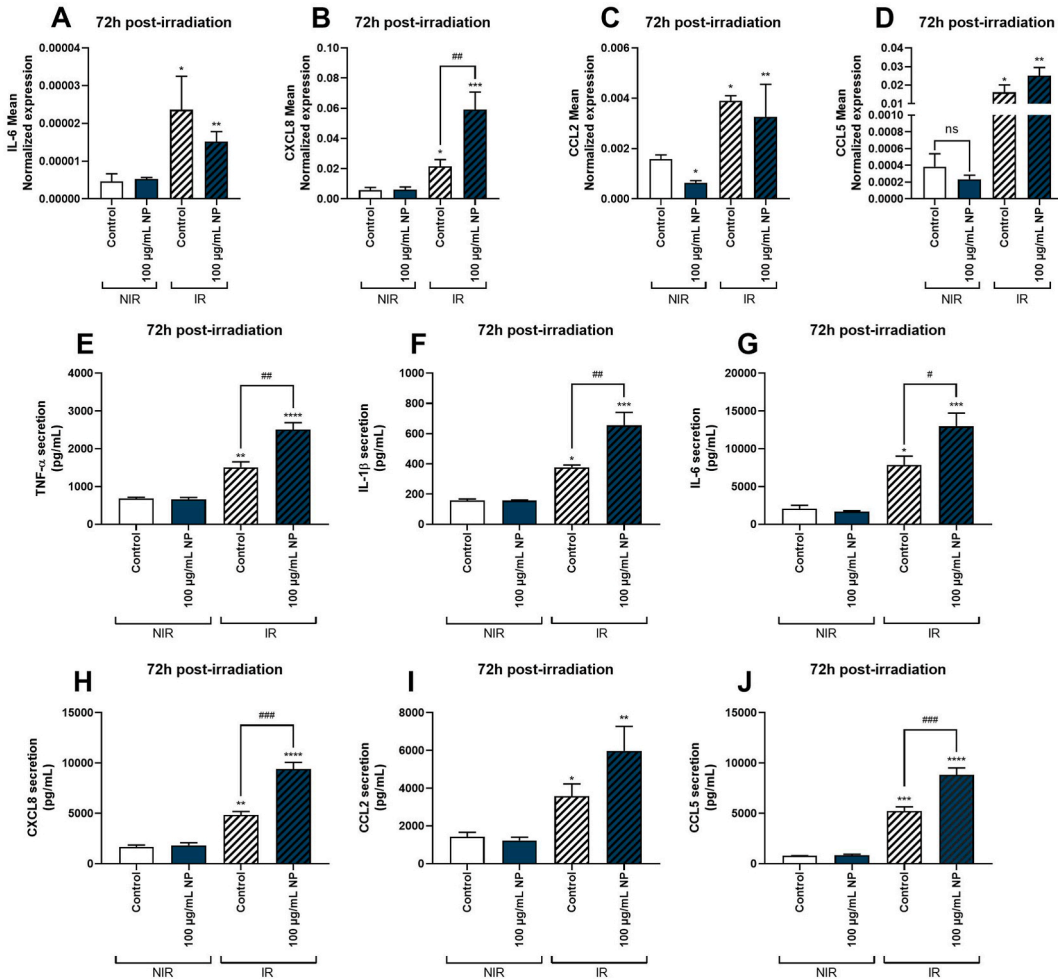 A
72h post-irradiation
IL-6 Mean
Normalized expression
0.00004
0.00003
0.00002
0.00001
0.00000
*
**
Control
100 µg/mL NP
Control
100 µg/mL NP
NIR
IR
B
72h post-irradiation
CXCL8 Mean
Normalized expression
0.10
0.08
0.06
0.04
0.02
0.00
##
*
***
Control
100 µg/mL NP
Control
100 µg/mL NP
NIR
IR
C
72h post-irradiation
CCL2 Mean
Normalized expression
0.006
0.004
0.002
0.000
*
*
**
Control
100 µg/mL NP
Control
100 µg/mL NP
NIR
IR
D
72h post-irradiation
CCL5 Mean
Normalized expression
0.04
0.03
0.02
0.01
0.0010
0.0008
0.0006
0.0004
0.0002
0.0000
ns
*
**
Control
100 µg/mL NP
Control
100 µg/mL NP
NIR
IR
E
72h post-irradiation
TNF-α secretion
(pg/mL)
4000
3000
2000
1000
0
##
**
****
Control
100 µg/mL NP
Control
100 µg/mL NP
NIR
IR
F
72h post-irradiation
IL-1β secretion
(pg/mL)
1000
800
600
400
200
0
##
*
***
Control
100 µg/mL NP
Control
100 µg/mL NP
NIR
IR
G
72h post-irradiation
IL-6 secretion
(pg/mL)
20000
15000
10000
5000
0
#
*
***
Control
100 µg/mL NP
Control
100 µg/mL NP
NIR
IR
H
72h post-irradiation
CXCL8 secretion
(pg/mL)
15000
10000
5000
0
###
**
****
Control
100 µg/mL NP
Control
100 µg/mL NP
NIR
IR
I
72h post-irradiation
CCL2 secretion
(pg/mL)
8000
6000
4000
2000
0
*
**
Control
100 µg/mL NP
Control
100 µg/mL NP
NIR
IR
J
72h post-irradiation
CCL5 secretion
(pg/mL)
15000
10000
5000
0
###
***
****
Control
100 µg/mL NP
Control
100 µg/mL NP
NIR
IR